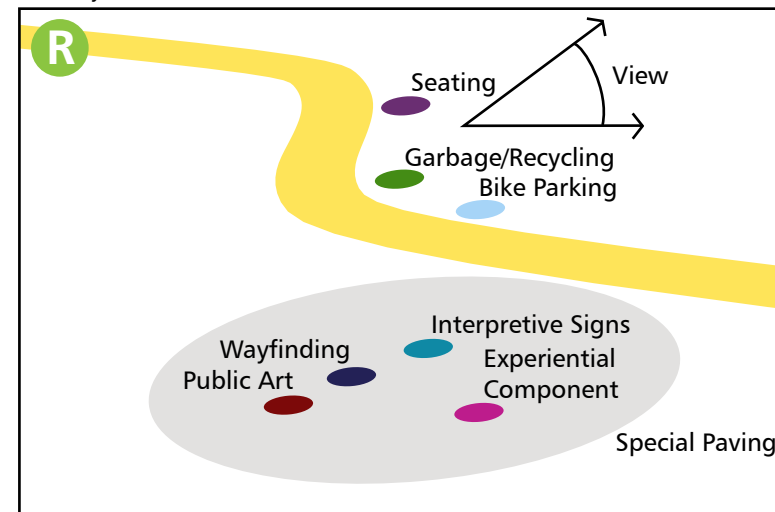 R
Seating
View
Garbage/Recycling
Bike Parking
Interpretive Signs
Wayfinding
Experiential
Component
Public Art
Special Paving